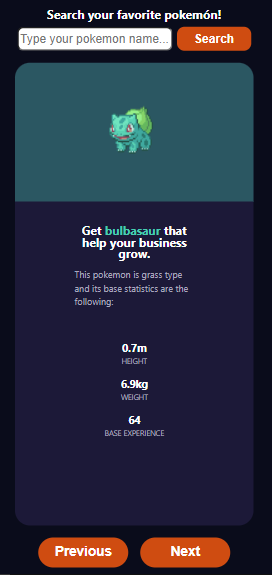 Search your favorite pokemón!
Type your pokemon name...
Search
Get bulbasaur that
help your business
grow.
This pokemon is grass type
and its base statistics are the
following:
0.7m
HEIGHT
6.9kg
WEIGHT
64
BASE EXPERIENCE
Previous
Next